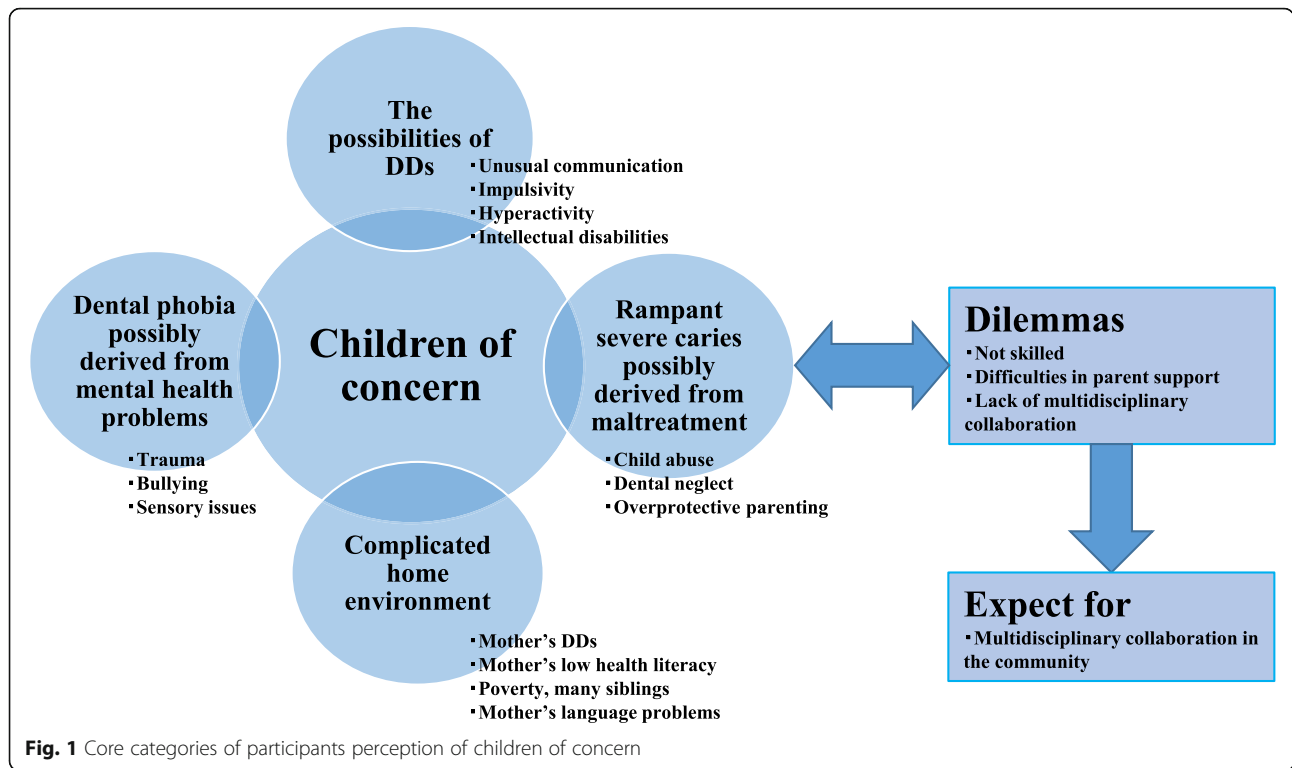 The
possibilities of
DDs
▪Unusual communication
▪Impulsivity
▪Hyperactivity
▪Intellectual disabilities
Dental phobia
possibly
derived from
mental health
problems
▪Trauma
▪Bullying
▪Sensory issues
Children of
concern
Rampant
severe caries
possibly
derived from
maltreatment
▪Child abuse
▪Dental neglect
▪Overprotective parenting
Complicated
home
environment
▪Mother’s DDs
▪Mother’s low health literacy
▪Poverty, many siblings
▪Mother’s language problems
Dilemmas
▪Not skilled
▪Difficulties in parent support
▪Lack of multidisciplinary
collaboration
Expect for
▪Multidisciplinary collaboration in
the community
Fig. 1 Core categories of participants perception of children of concern